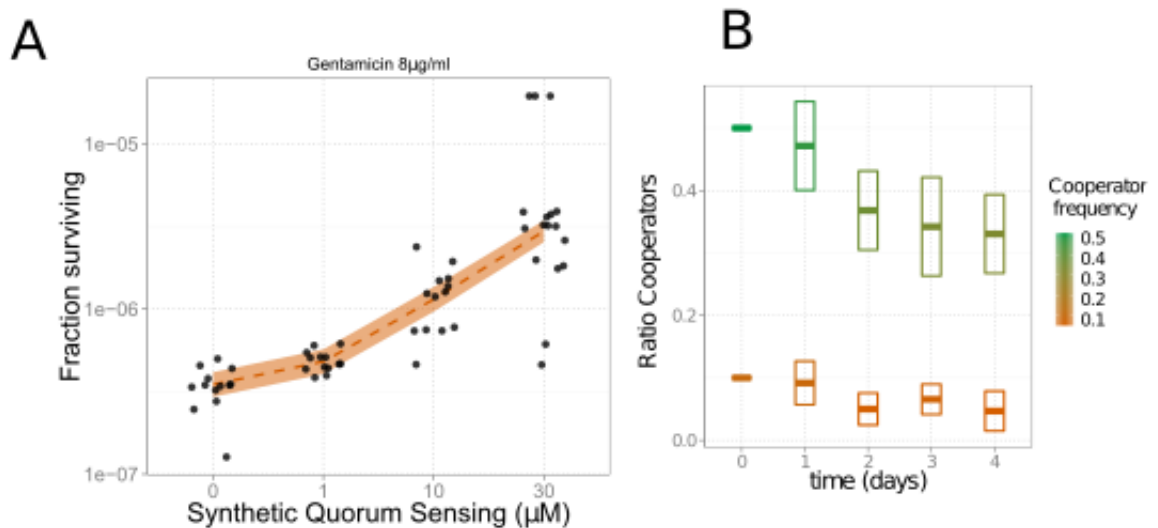 A
Gentamicin 8µg/ml
Fraction surviving
1e−05
1e−06
1e−07
0 1 10 30
Synthetic Quorum Sensing (µM)
B
Ratio Cooperators
0.4
0.2
0.0
0 1 2 3 4
time (days)
Cooperator
frequency
0.5
0.4
0.3
0.2
0.1